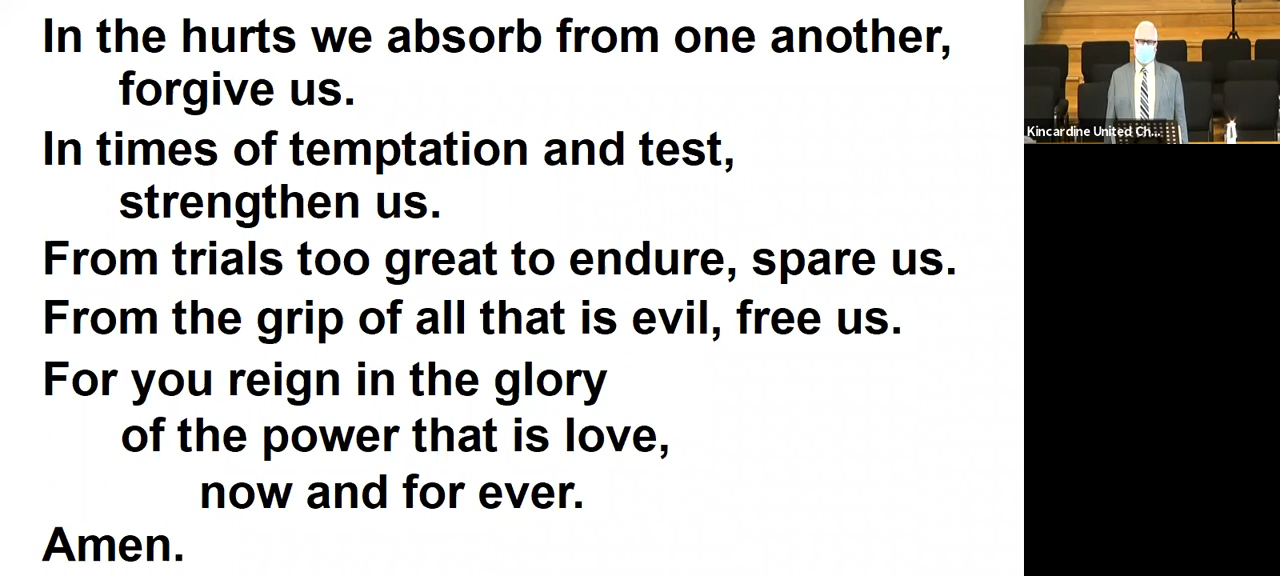 In the hurts we absorb from one another,
forgive us.
In times of temptation and test,
strengthen us.
From trials too great to endure, spare us.
From the grip of all that is evil, free us.
For you reign in the glory
of the power that is love,
now and for ever.
Amen.
Kincardine United Ch...